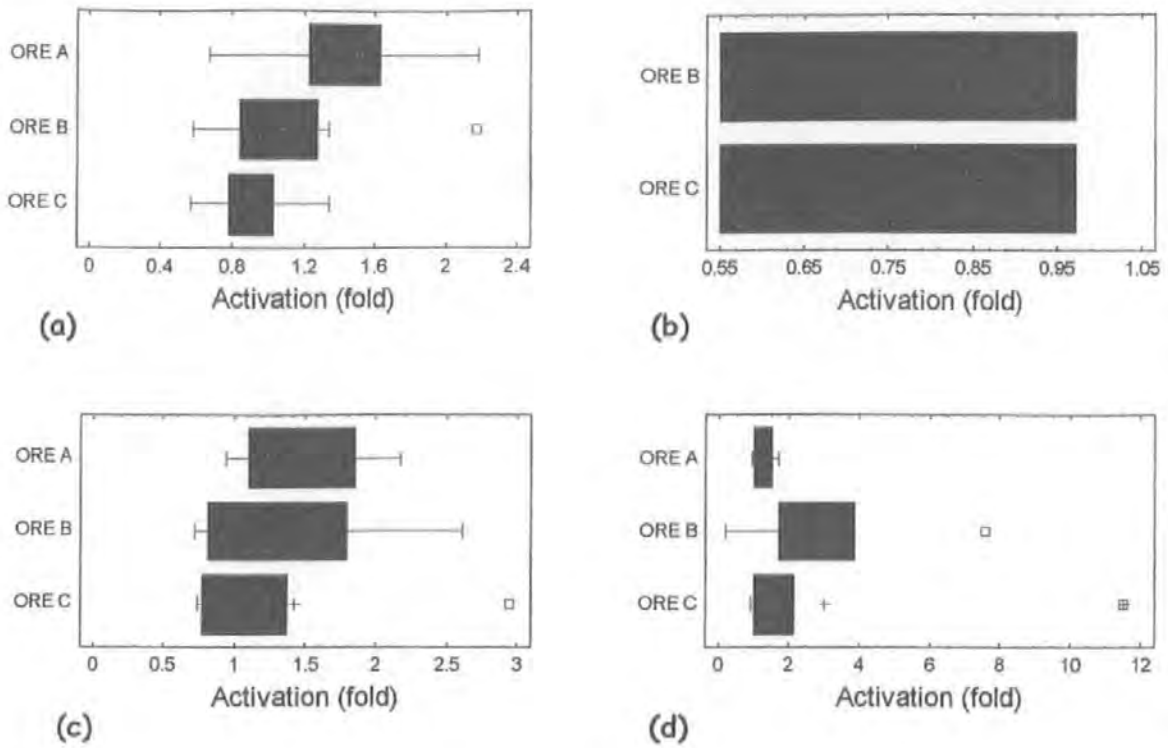 ORE A
ORE B
ORE C
0 0.4 0.8 1.2 1.6 2 2.4
Activation (fold)
(a)
ORE B
ORE C
0.55 0.65 0.75 0.85 0.95 1.05
Activation (fold)
(b)
ORE A
ORE B
ORE C
0 0.5 1 1.5 2 2.5 3
Activation (fold)
(c)
ORE A
ORE B
ORE C
0 2 4 6 8 10 12
Activation (fold)
(d)